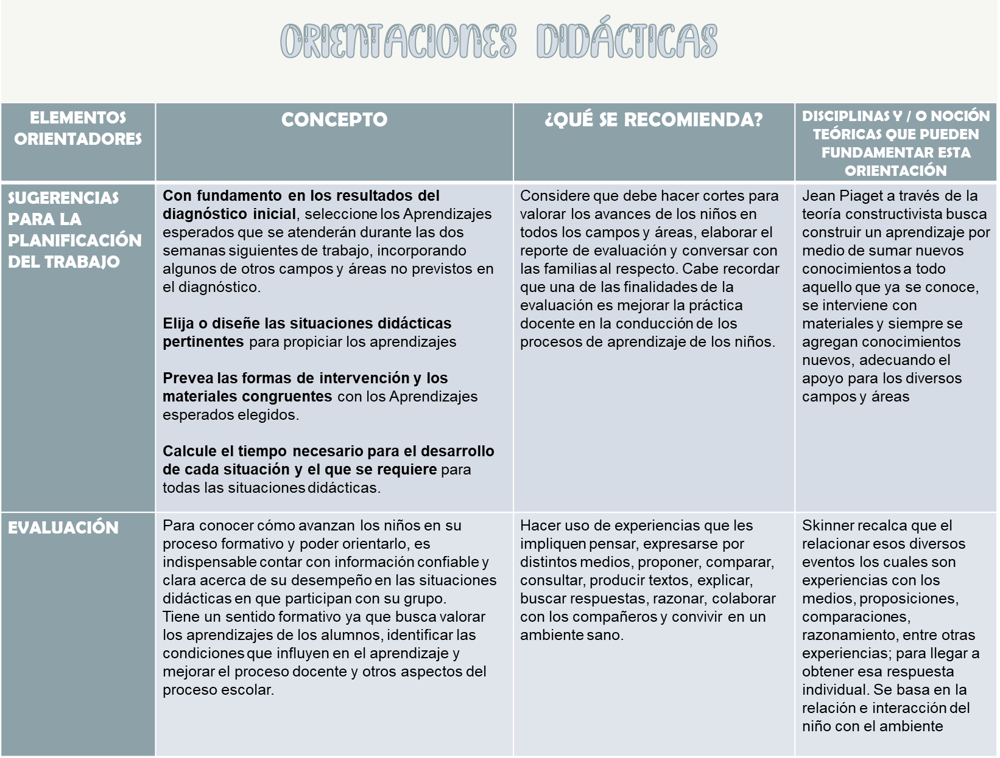 ORIENTACIONES DIDÁCTICAS
ELEMENTOS
ORIENTADORES
CONCEPTO
¿QUÉ SE RECOMIENDA?
DISCIPLINAS Y / O NOCIÓN
TEÓRICAS QUE PUEDEN
FUNDAMENTAR ESTA
ORIENTACIÓN
SUGERENCIAS
PARA LA
PLANIFICACIÓN
DEL TRABAJO
Con fundamento en los resultados del
diagnóstico inicial, seleccione los Aprendizajes
esperados que se atenderán durante las dos
semanas siguientes de trabajo, incorporando
algunos de otros campos y áreas no previstos en
el diagnóstico.
Elija o diseñe las situaciones didácticas
pertinentes para propiciar los aprendizajes
Prevea las formas de intervención y los
materiales congruentes con los Aprendizajes
esperados elegidos.
Calcule el tiempo necesario para el desarrollo
de cada situación y el que se requiere para
todas las situaciones didácticas.
Considere que debe hacer cortes para
valorar los avances de los niños en
todos los campos y áreas, elaborar el
reporte de evaluación y conversar con
las familias al respecto. Cabe recordar
que una de las finalidades de la
evaluación es mejorar la práctica
docente en la conducción de los
procesos de aprendizaje de los niños.
Jean Piaget a través de la
teoría constructivista busca
construir un aprendizaje por
medio de sumar nuevos
conocimientos a todo
aquello que ya se conoce,
se interviene con
materiales y siempre se
agregan conocimientos
nuevos, adecuando el
apoyo para los diversos
campos y áreas
EVALUACIÓN
Para conocer cómo avanzan los niños en su
proceso formativo y poder orientarlo, es
indispensable contar con información confiable y
clara acerca de su desempeño en las situaciones
didácticas en que participan con su grupo.
Tiene un sentido formativo ya que busca valorar
los aprendizajes de los alumnos, identificar las
condiciones que influyen en el aprendizaje y
mejorar el proceso docente y otros aspectos del
proceso escolar.
Hacer uso de experiencias que les
impliquen pensar, expresarse por
distintos medios, proponer, comparar,
consultar, producir textos, explicar,
buscar respuestas, razonar, colaborar
con los compañeros y convivir en un
ambiente sano.
Skinner recalca que el
relacionar esos diversos
eventos los cuales son
experiencias con los
medios, proposiciones,
comparaciones,
razonamiento, entre otras
experiencias; para llegar a
obtener esa respuesta
individual. Se basa en la
relación e interacción del
niño con el ambiente